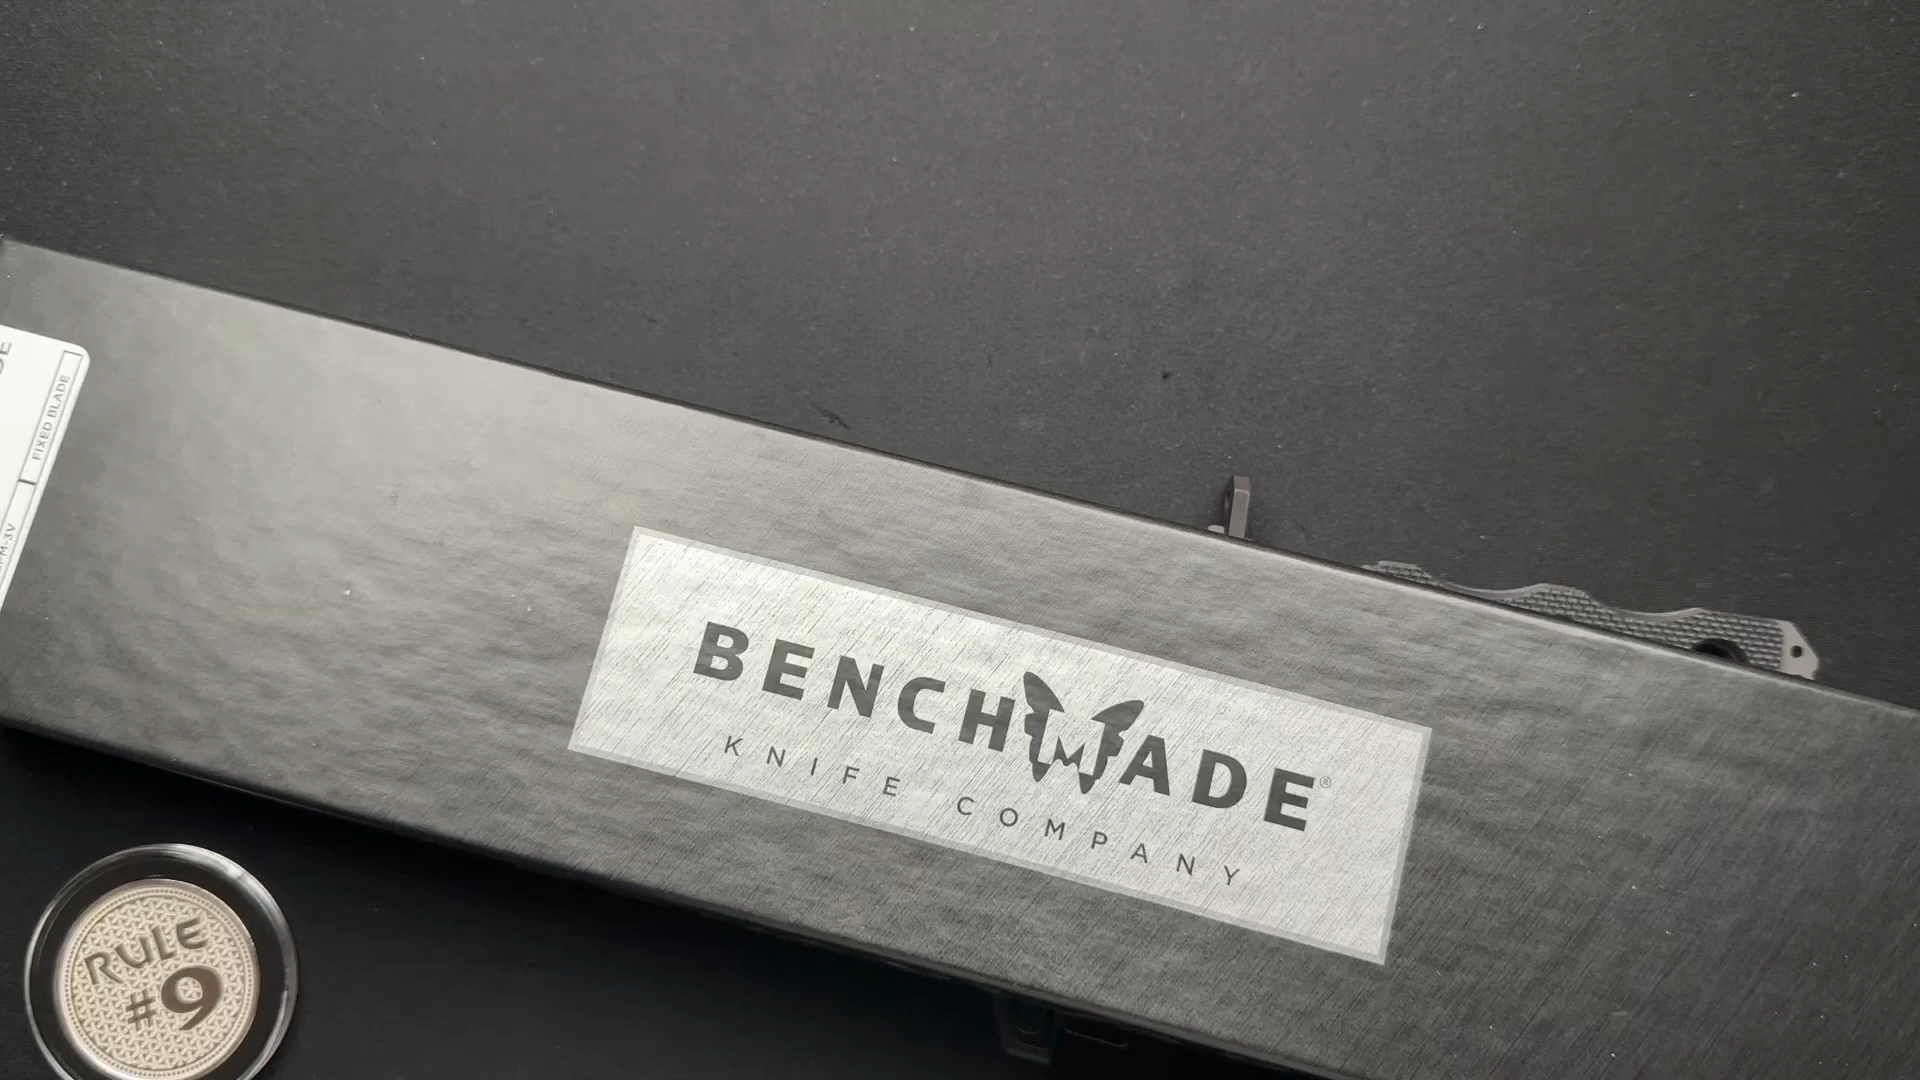 FIXED BLADE
BENCHMADE®
KNIFE COMPANY
RULE
#9